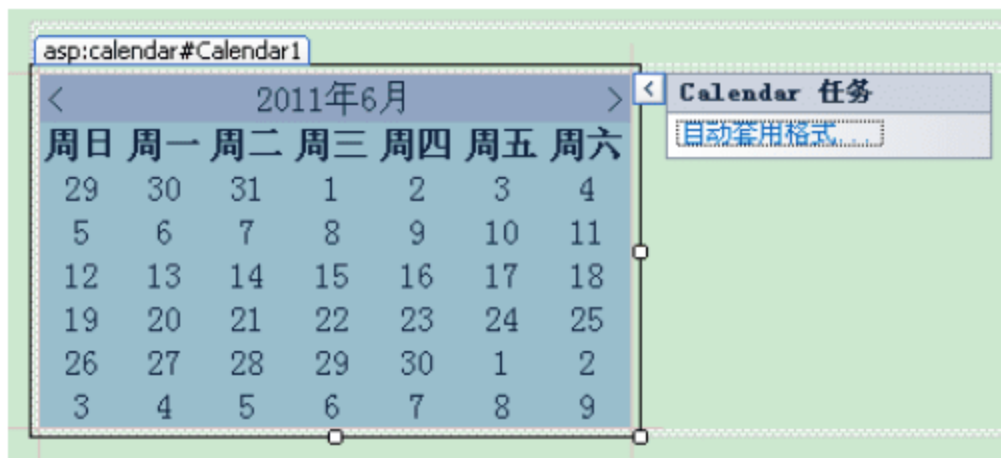 asp:calendar#Calendar1
< 2011年6月 >
< Calendar 任务
自动套用格式...
周日 周一 周二 周三 周四 周五 周六
29 30 31 1 2 3 4
5 6 7 8 9 10 11
12 13 14 15 16 17 18
19 20 21 22 23 24 25
26 27 28 29 30 1 2
3 4 5 6 7 8 9